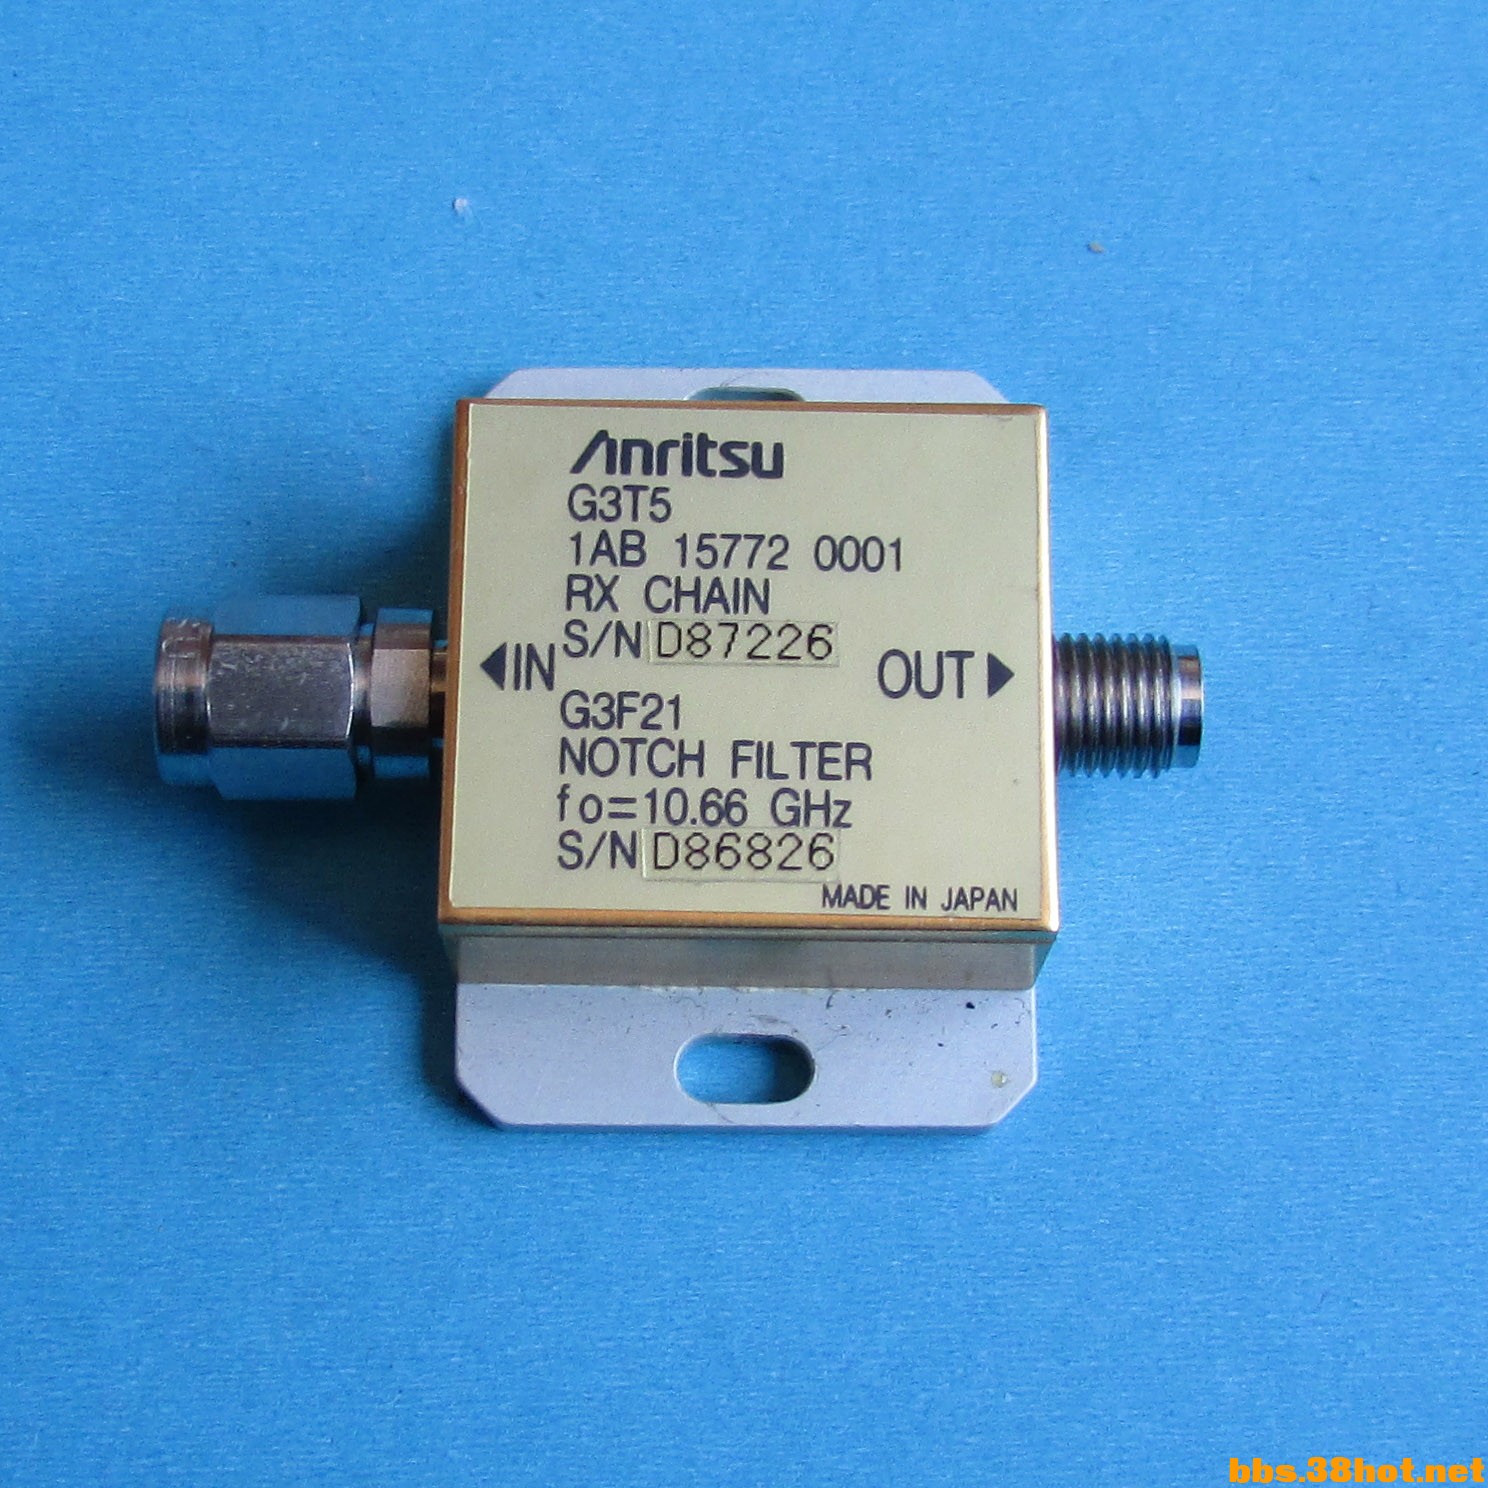 Anritsu
G3T5
1AB 15772 0001
RX CHAIN
S/N D87226
◀IN
OUT▶
G3F21
NOTCH FILTER
fo=10.66 GHz
S/N D86826
MADE IN JAPAN
bbs.38hot.net